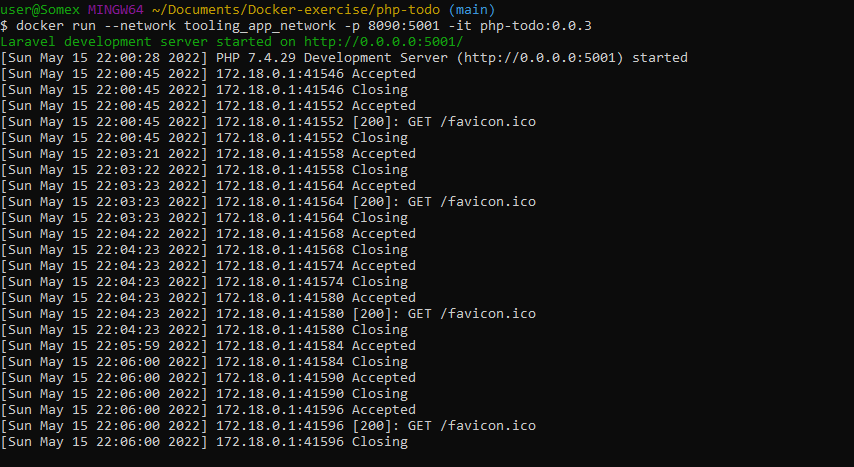 user@Somex MINGW64 ~/Documents/Docker-exercise/php-todo (main)
$ docker run --network tooling_app_network -p 8090:5001 -it php-todo:0.0.3
Laravel development server started on http://0.0.0.0:5001/
[Sun May 15 22:00:28 2022] PHP 7.4.29 Development Server (http://0.0.0.0:5001) started
[Sun May 15 22:00:45 2022] 172.18.0.1:41546 Accepted
[Sun May 15 22:00:45 2022] 172.18.0.1:41546 Closing
[Sun May 15 22:00:45 2022] 172.18.0.1:41552 Accepted
[Sun May 15 22:00:45 2022] 172.18.0.1:41552 [200]: GET /favicon.ico
[Sun May 15 22:00:45 2022] 172.18.0.1:41552 Closing
[Sun May 15 22:03:21 2022] 172.18.0.1:41558 Accepted
[Sun May 15 22:03:22 2022] 172.18.0.1:41558 Closing
[Sun May 15 22:03:23 2022] 172.18.0.1:41564 Accepted
[Sun May 15 22:03:23 2022] 172.18.0.1:41564 [200]: GET /favicon.ico
[Sun May 15 22:03:23 2022] 172.18.0.1:41564 Closing
[Sun May 15 22:04:22 2022] 172.18.0.1:41568 Accepted
[Sun May 15 22:04:23 2022] 172.18.0.1:41568 Closing
[Sun May 15 22:04:23 2022] 172.18.0.1:41574 Accepted
[Sun May 15 22:04:23 2022] 172.18.0.1:41574 Closing
[Sun May 15 22:04:23 2022] 172.18.0.1:41580 Accepted
[Sun May 15 22:04:23 2022] 172.18.0.1:41580 [200]: GET /favicon.ico
[Sun May 15 22:04:23 2022] 172.18.0.1:41580 Closing
[Sun May 15 22:05:59 2022] 172.18.0.1:41584 Accepted
[Sun May 15 22:06:00 2022] 172.18.0.1:41584 Closing
[Sun May 15 22:06:00 2022] 172.18.0.1:41590 Accepted
[Sun May 15 22:06:00 2022] 172.18.0.1:41590 Closing
[Sun May 15 22:06:00 2022] 172.18.0.1:41596 Accepted
[Sun May 15 22:06:00 2022] 172.18.0.1:41596 [200]: GET /favicon.ico
[Sun May 15 22:06:00 2022] 172.18.0.1:41596 Closing